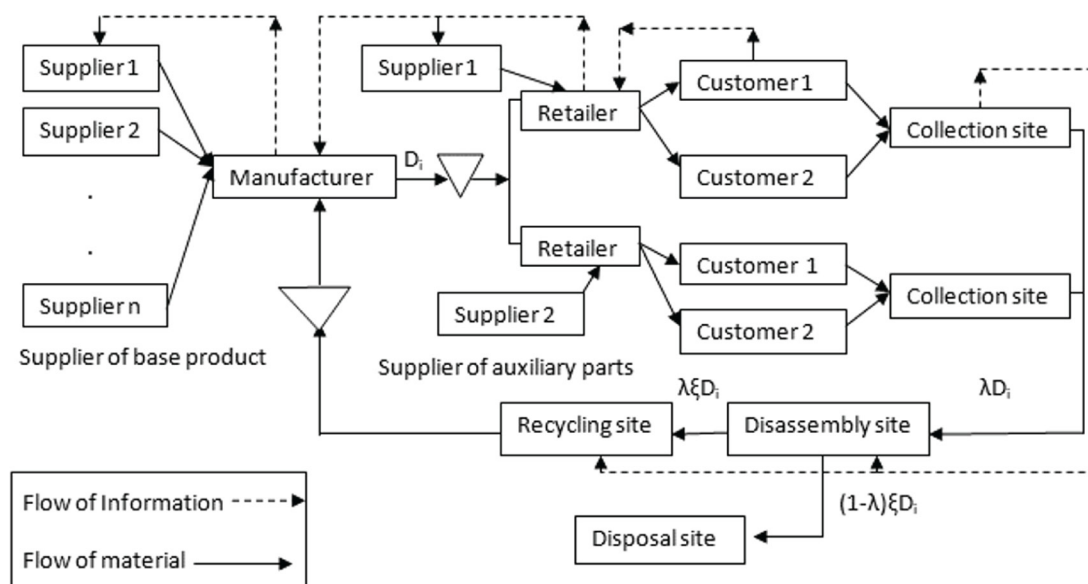 Supplier 1
Supplier 2
.
.
Supplier n
Supplier of base product
Manufacturer
Dᵢ
Supplier 1
Retailer
Retailer
Supplier 2
Supplier of auxiliary parts
Customer 1
Customer 2
Customer 1
Customer 2
Collection site
Collection site
λDᵢ
Disassembly site
λξDᵢ
Recycling site
(1-λ)ξDᵢ
Disposal site
Flow of Information
Flow of material